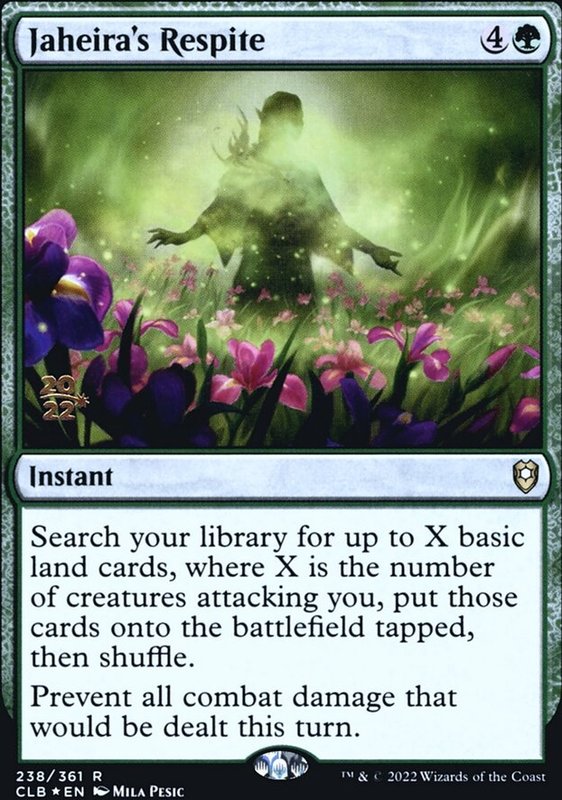 Jaheira's Respite 4
20
22
Instant
Search your library for up to X basic
land cards, where X is the number
of creatures attacking you, put those
cards onto the battlefield tapped,
then shuffle.
Prevent all combat damage that
would be dealt this turn.
238/361 R
CLB ★ EN Mila Pesic
™ & © 2022 Wizards of the Coast